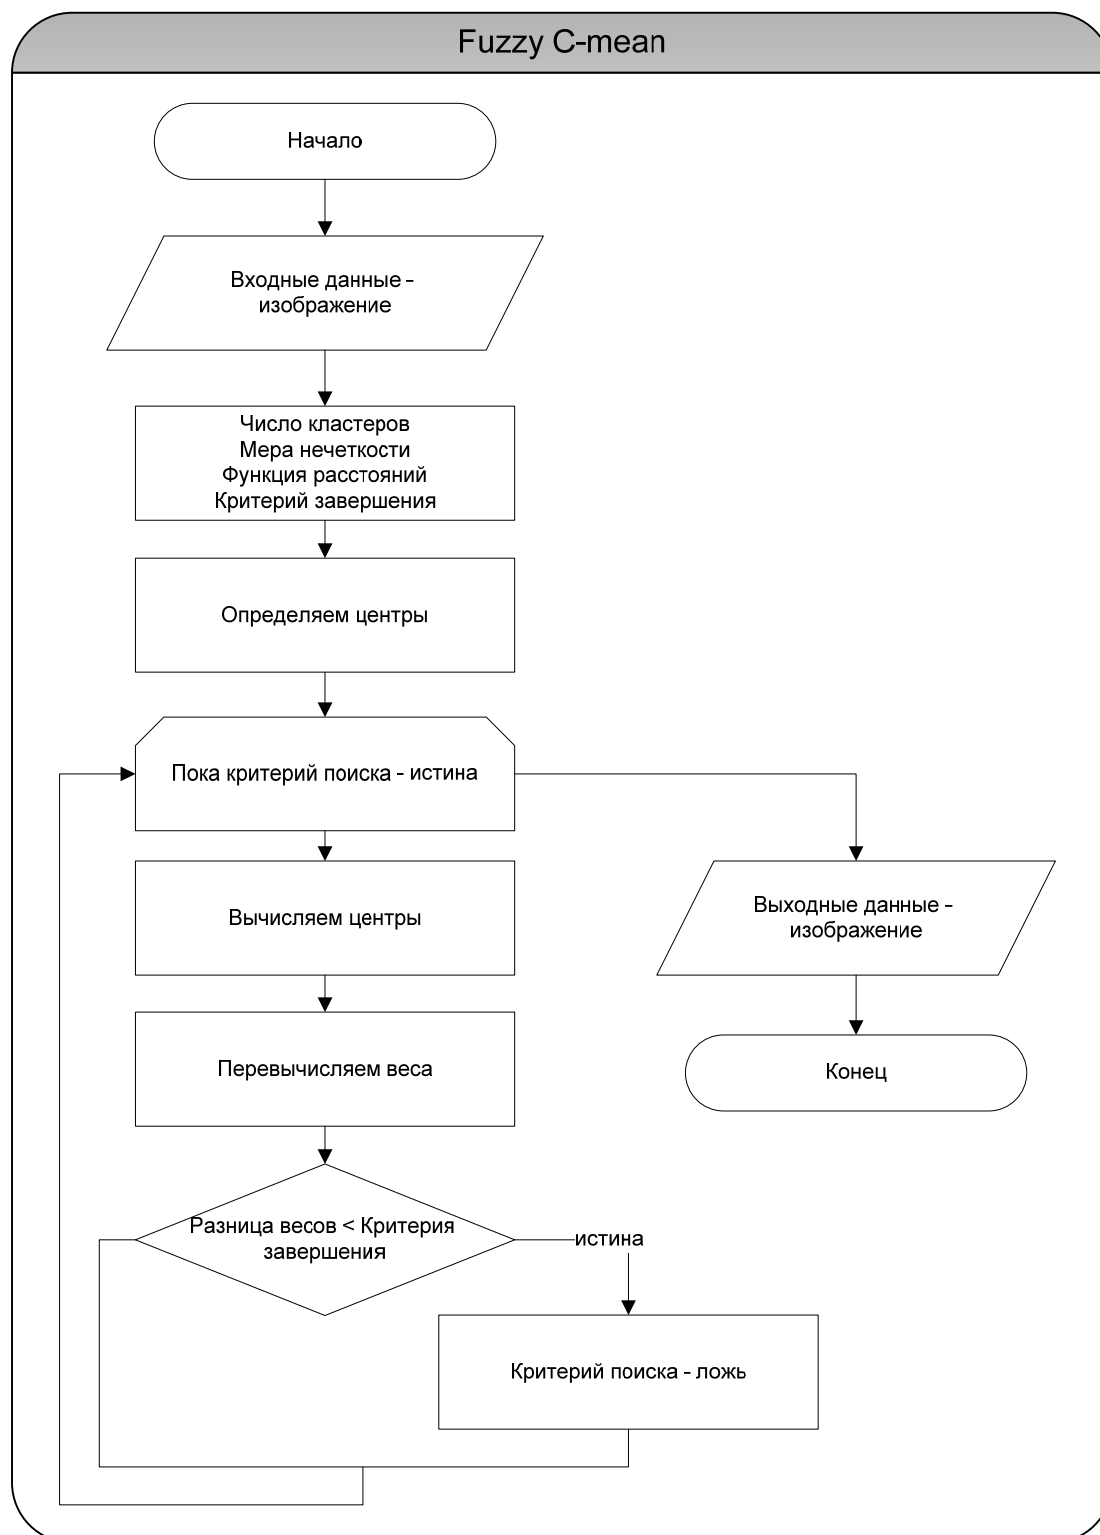 Fuzzy C-mean
Начало
Входные данные -
изображение
Число кластеров
Мера нечеткости
Функция расстояний
Критерий завершения
Определяем центры
Пока критерий поиска - истина
Вычисляем центры
Выходные данные -
изображение
Перевычисляем веса
Конец
Разница весов < Критерия
завершения
истина
Критерий поиска - ложь